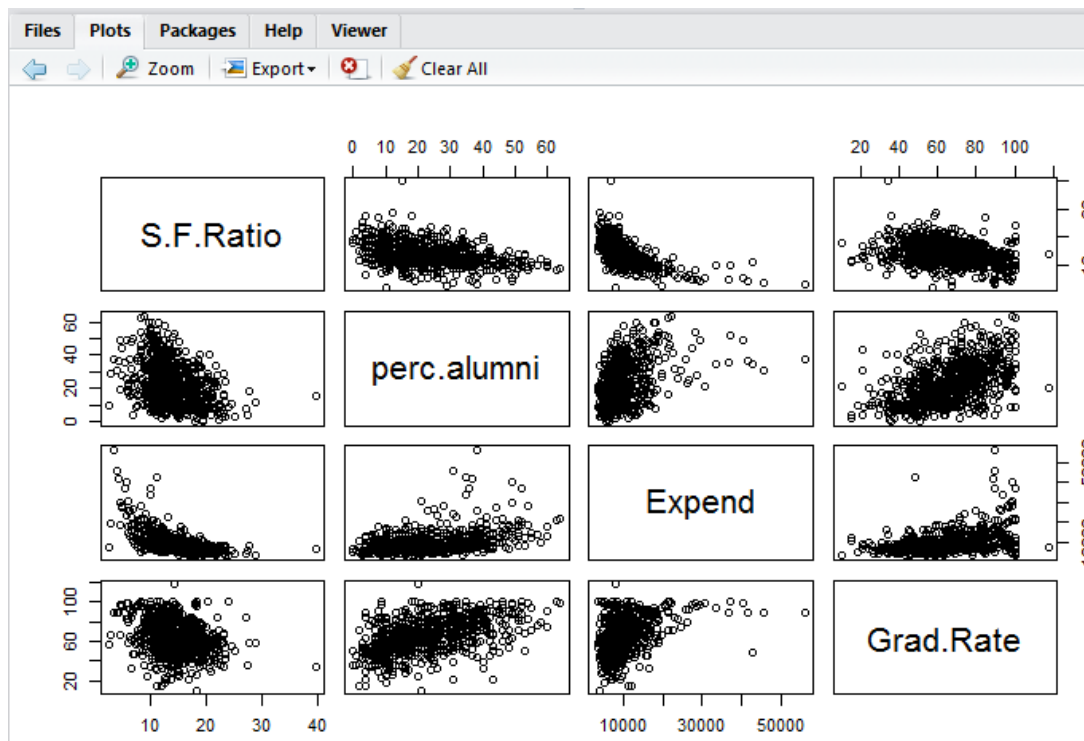 Files Plots Packages Help Viewer
Zoom Export Clear All
0 10 20 30 40 50 60 20 40 60 80 100
S.F.Ratio
0 20 40 60
perc.alumni
Expend
20 60 100
Grad.Rate
10 20 30 40 10000 30000 50000